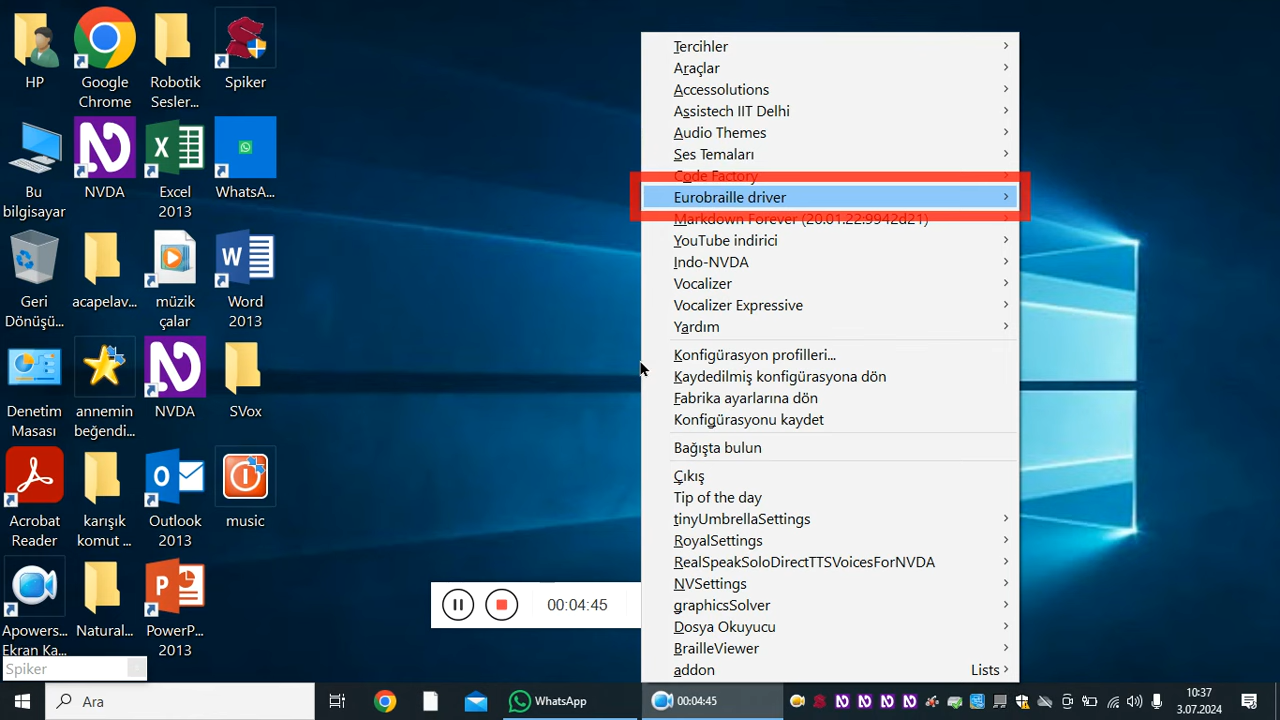 HP
Google
Chrome
Robotik
Sesler...
Spiker
Bu
bilgisayar
NVDA
Excel
2013
WhatsA...
Geri
Dönüşü...
acapelav...
müzik
çalar
Word
2013
Denetim
Masası
annemin
beğendi...
NVDA
SVox
Acrobat
Reader
karışık
komut ...
Outlook
2013
music
Apowers...
Ekran Ka...
Natural...
PowerP...
2013
Spiker
Tercihler
Araçlar
Accessolutions
Assistech IIT Delhi
Audio Themes
Ses Temaları
Code Factory
Eurobraille driver
Markdown Forever (20.01.22:9942d21)
YouTube indirici
Indo-NVDA
Vocalizer
Vocalizer Expressive
Yardım
Konfigürasyon profilleri...
Kaydedilmiş konfigürasyona dön
Fabrika ayarlarına dön
Konfigürasyonu kaydet
Bağışta bulun
Çıkış
Tip of the day
tinyUmbrellaSettings
RoyalSettings
RealSpeakSoloDirectTTSVoicesForNVDA
NVSettings
graphicsSolver
Dosya Okuyucu
BrailleViewer
addon Lists
00:04:45
Ara
WhatsApp
00:04:45
10:37
3.07.2024